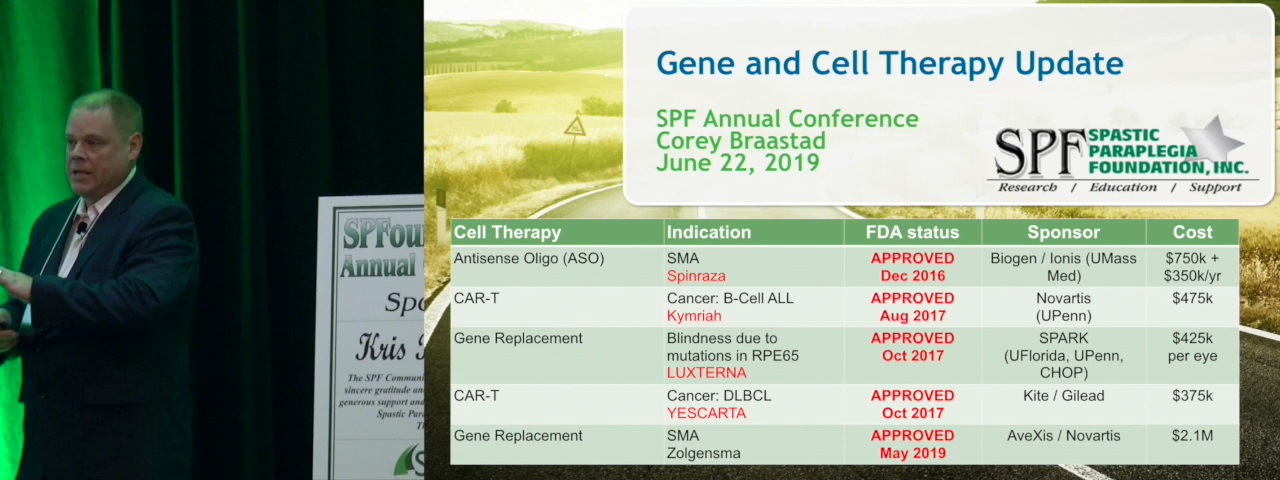 SPFou
Annual
Spo
Kris
The SPF Communi
sincere gratitude an
generous support and
Spastic Par
Gene and Cell Therapy Update
SPF Annual Conference
Corey Braastad
June 22, 2019
SPF SPASTIC
PARAPLEGIA
FOUNDATION, INC.
Research / Education / Support
Cell Therapy Indication FDA status Sponsor Cost
Antisense Oligo (ASO) SMA APPROVED Biogen / Ionis (UMass $750k +
Spinraza Dec 2016 Med) $350k/yr
CAR-T Cancer: B-Cell ALL APPROVED Novartis $475k
Kymriah Aug 2017 (UPenn)
Gene Replacement Blindness due to APPROVED SPARK $425k
mutations in RPE65 Oct 2017 (UFlorida, UPenn, per eye
LUXTERNA CHOP)
CAR-T Cancer: DLBCL APPROVED Kite / Gilead $375k
YESCARTA Oct 2017
Gene Replacement SMA APPROVED AveXis / Novartis $2.1M
Zolgensma May 2019